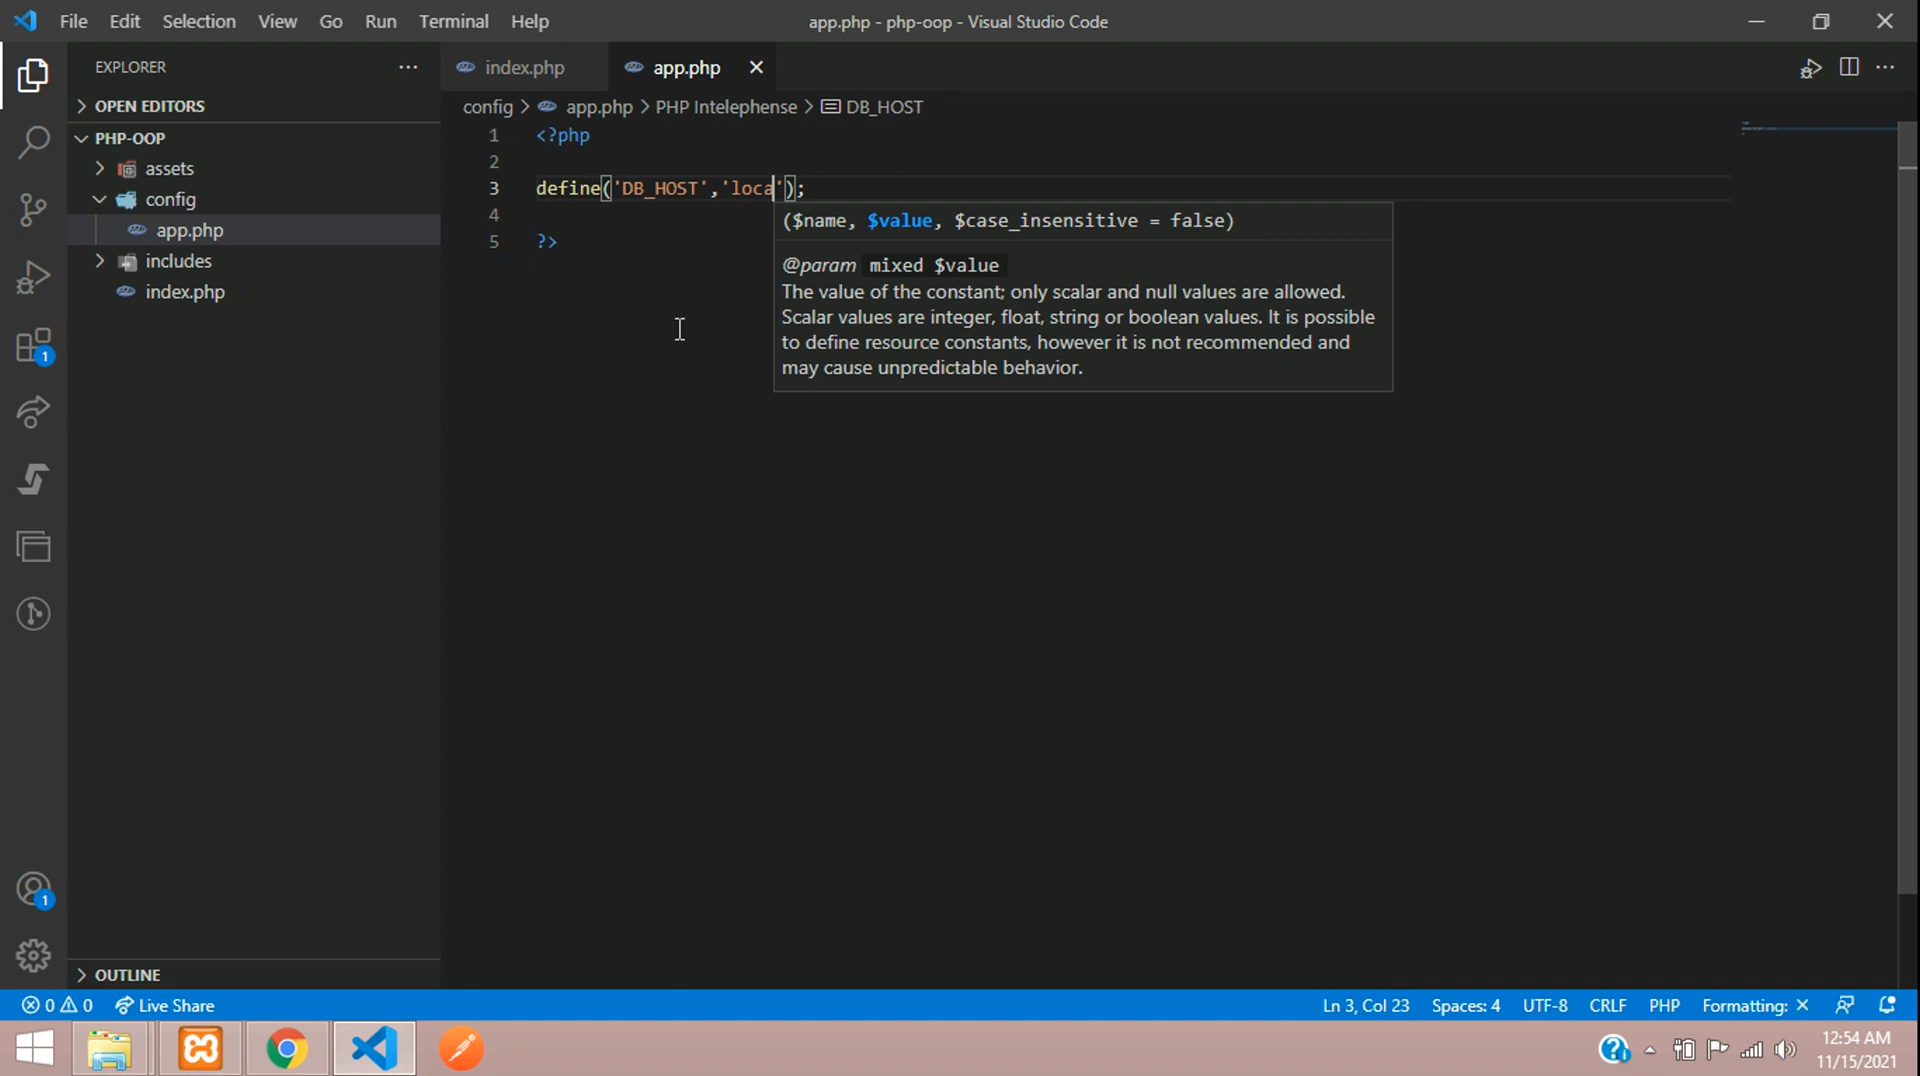 File Edit Selection View Go Run Terminal Help
app.php - php-oop - Visual Studio Code
EXPLORER
OPEN EDITORS
PHP-OOP
assets
config
app.php
includes
index.php
OUTLINE
index.php app.php
config > app.php > PHP Intelephense > DB_HOST
1 <?php
2
3 define('DB_HOST','loca');
4
5 ?>
($name, $value, $case_insensitive = false)
@param mixed $value
The value of the constant; only scalar and null values are allowed.
Scalar values are integer, float, string or boolean values. It is possible
to define resource constants, however it is not recommended and
may cause unpredictable behavior.
1
1
0 0 Live Share
Ln 3, Col 23 Spaces: 4 UTF-8 CRLF PHP Formatting: ×
12:54 AM
11/15/2021